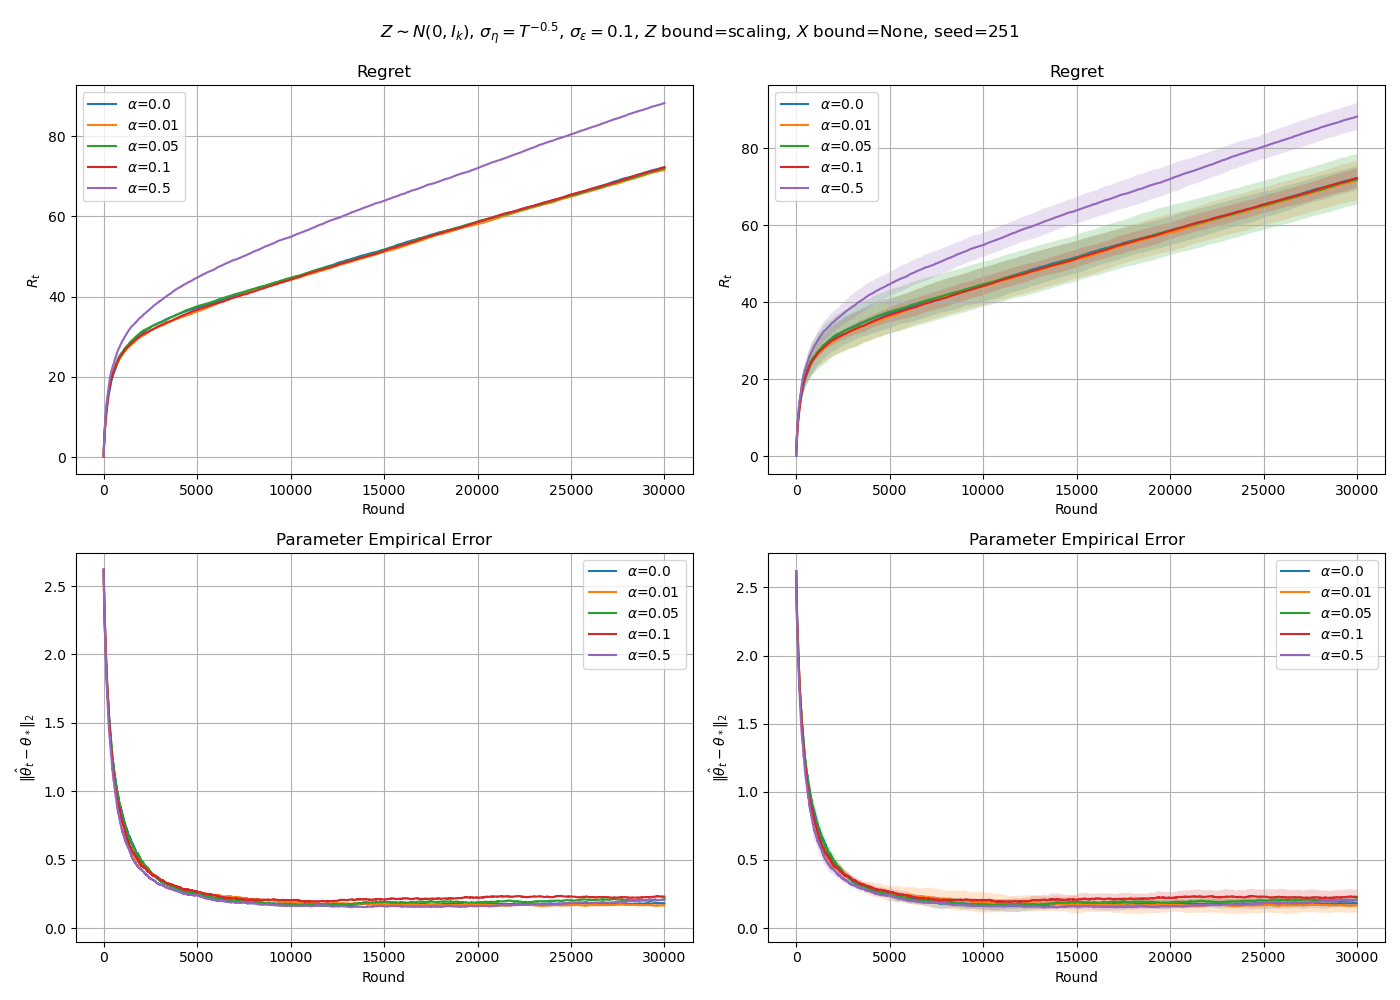 Z ~ N(0, I_k), σ_η = T^{-0.5}, σ_ε = 0.1, Z bound=scaling, X bound=None, seed=251
Regret
80
60
40
20
0
R_t
α=0.0
α=0.01
α=0.05
α=0.1
α=0.5
0 5000 10000 15000 20000 25000 30000
Round
Regret
80
60
40
20
0
R_t
α=0.0
α=0.01
α=0.05
α=0.1
α=0.5
0 5000 10000 15000 20000 25000 30000
Round
Parameter Empirical Error
2.5
2.0
1.5
1.0
0.5
0.0
‖θ̂_t − θ_*‖_2
α=0.0
α=0.01
α=0.05
α=0.1
α=0.5
0 5000 10000 15000 20000 25000 30000
Round
Parameter Empirical Error
2.5
2.0
1.5
1.0
0.5
0.0
‖θ̂_t − θ_*‖_2
α=0.0
α=0.01
α=0.05
α=0.1
α=0.5
0 5000 10000 15000 20000 25000 30000
Round